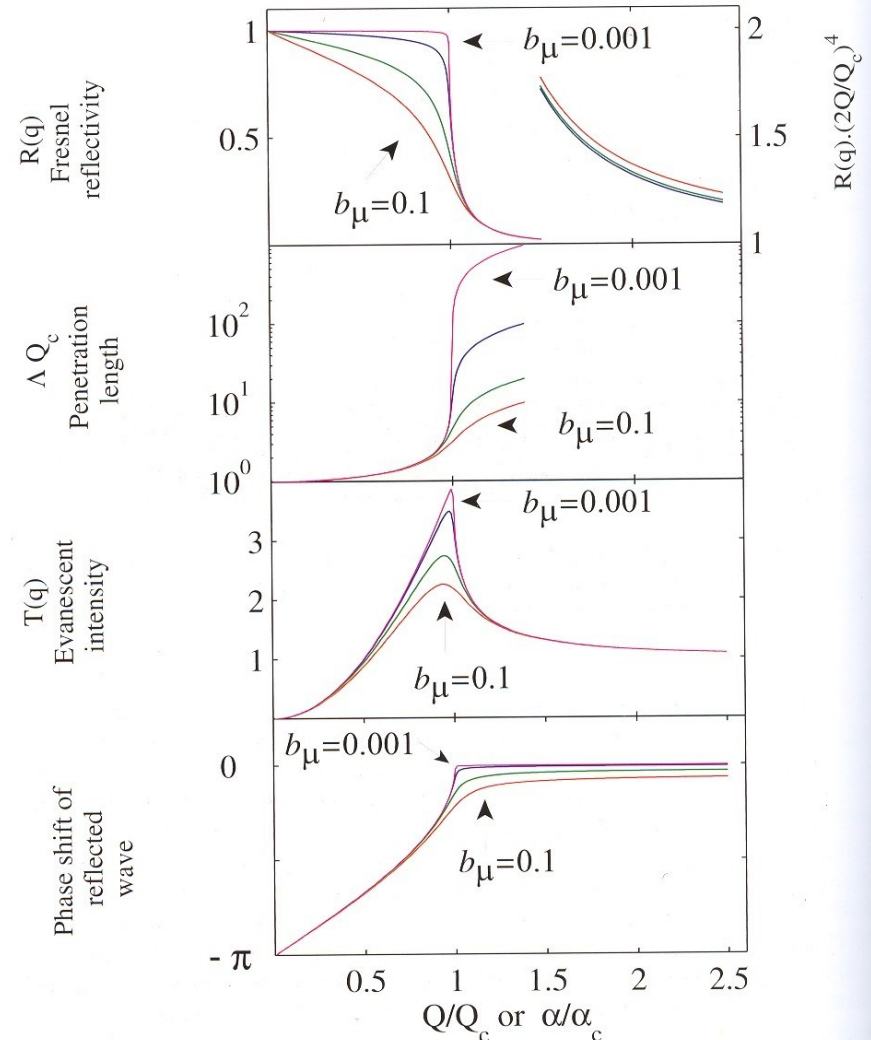 R(q)
Fresnel
reflectivity
1
0.5
b_μ=0.001
b_μ=0.1
2
1.5
1
R(q).(2Q/Q_c)^4
Λ Q_c
Penetration
length
10^2
10^1
10^0
b_μ=0.001
b_μ=0.1
T(q)
Evanescent
intensity
3
2
1
b_μ=0.001
b_μ=0.1
Phase shift of
reflected
wave
0
- π
b_μ=0.001
b_μ=0.1
0.5 1 1.5 2 2.5
Q/Q_c or α/α_c